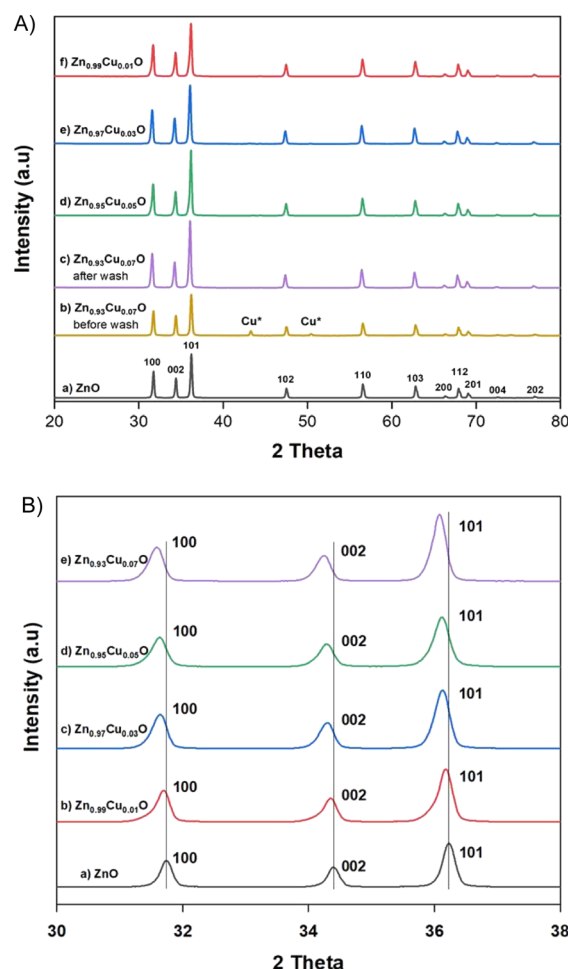 A)
f) Zn0.99Cu0.01O
e) Zn0.97Cu0.03O
d) Zn0.95Cu0.05O
c) Zn0.93Cu0.07O
after wash
b) Zn0.93Cu0.07O
before wash
Cu* Cu*
a) ZnO
100 002 101 102 110 103 200 112 201 004 202
20 30 40 50 60 70 80
2 Theta
Intensity (a.u)
B)
e) Zn0.93Cu0.07O
100 002 101
d) Zn0.95Cu0.05O
100 002 101
c) Zn0.97Cu0.03O
100 002 101
b) Zn0.99Cu0.01O
100 002 101
a) ZnO
100 002 101
30 32 34 36 38
2 Theta
Intensity (a.u)